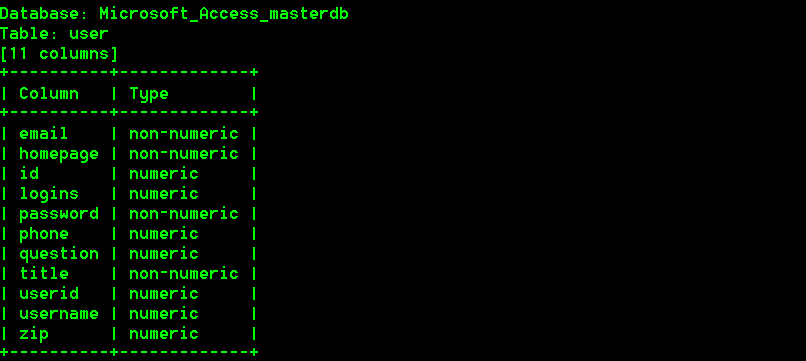 Database: Microsoft_Access_masterdb
Table: user
[11 columns]
+----------+-------------+
| Column   | Type        |
+----------+-------------+
| email    | non-numeric |
| homepage | non-numeric |
| id       | numeric     |
| logins   | numeric     |
| password | non-numeric |
| phone    | numeric     |
| question | numeric     |
| title    | non-numeric |
| userid   | numeric     |
| username | numeric     |
| zip      | numeric     |
+----------+-------------+